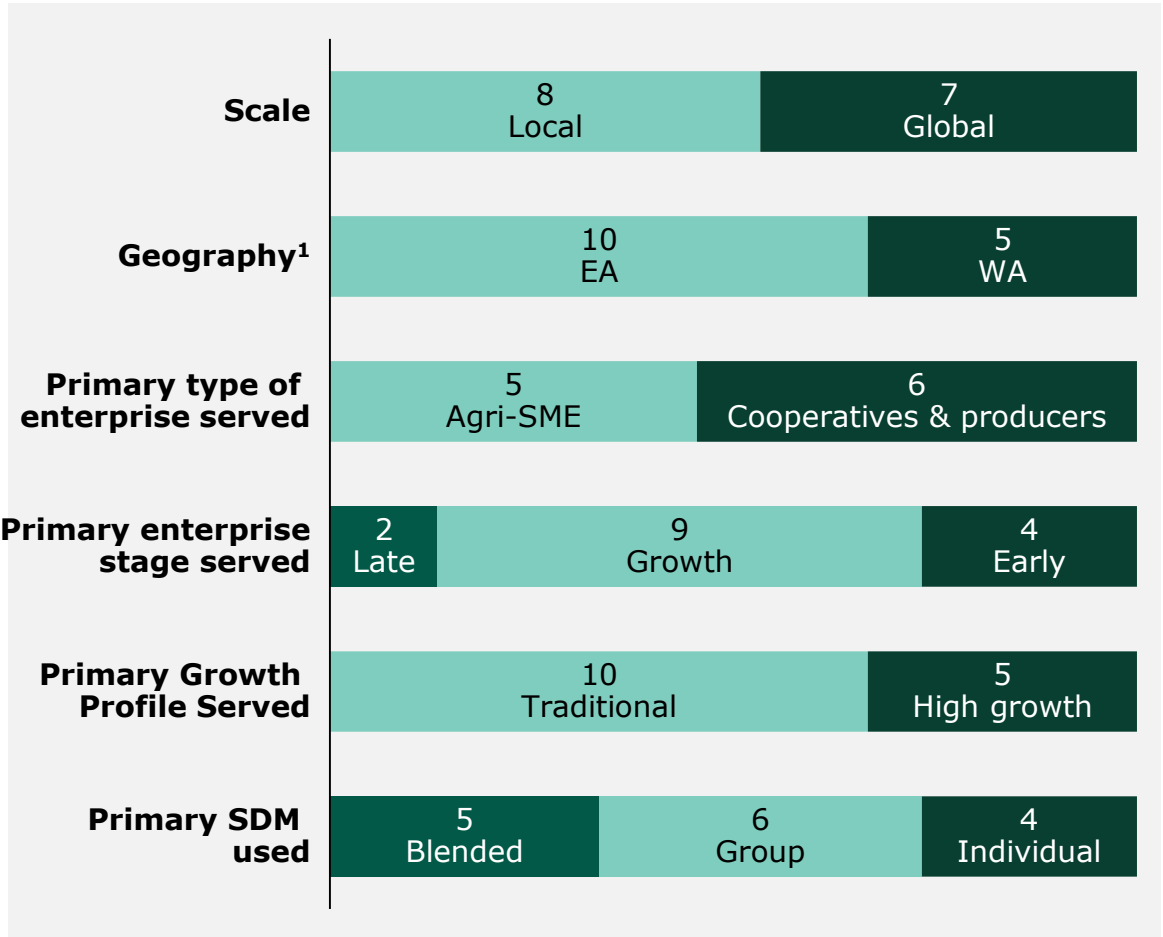 Scale
8
Local
7
Global
Geography¹
10
EA
5
WA
Primary type of
enterprise served
5
Agri-SME
6
Cooperatives & producers
Primary enterprise
stage served
2
Late
9
Growth
4
Early
Primary Growth
Profile Served
10
Traditional
5
High growth
Primary SDM
used
5
Blended
6
Group
4
Individual